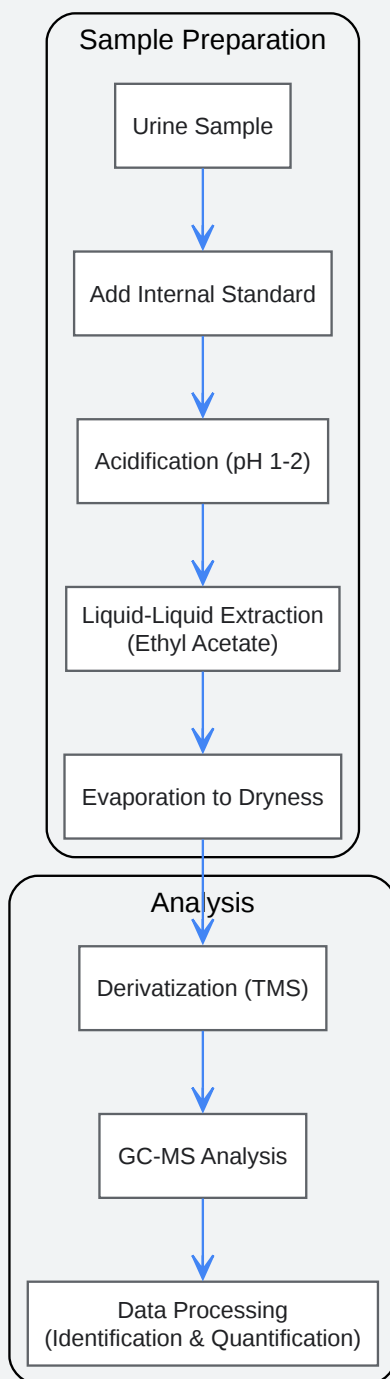 Sample Preparation
Urine Sample
Add Internal Standard
Acidification (pH 1-2)
Liquid-Liquid Extraction
(Ethyl Acetate)
Evaporation to Dryness
Analysis
Derivatization (TMS)
GC-MS Analysis
Data Processing
(Identification & Quantification)